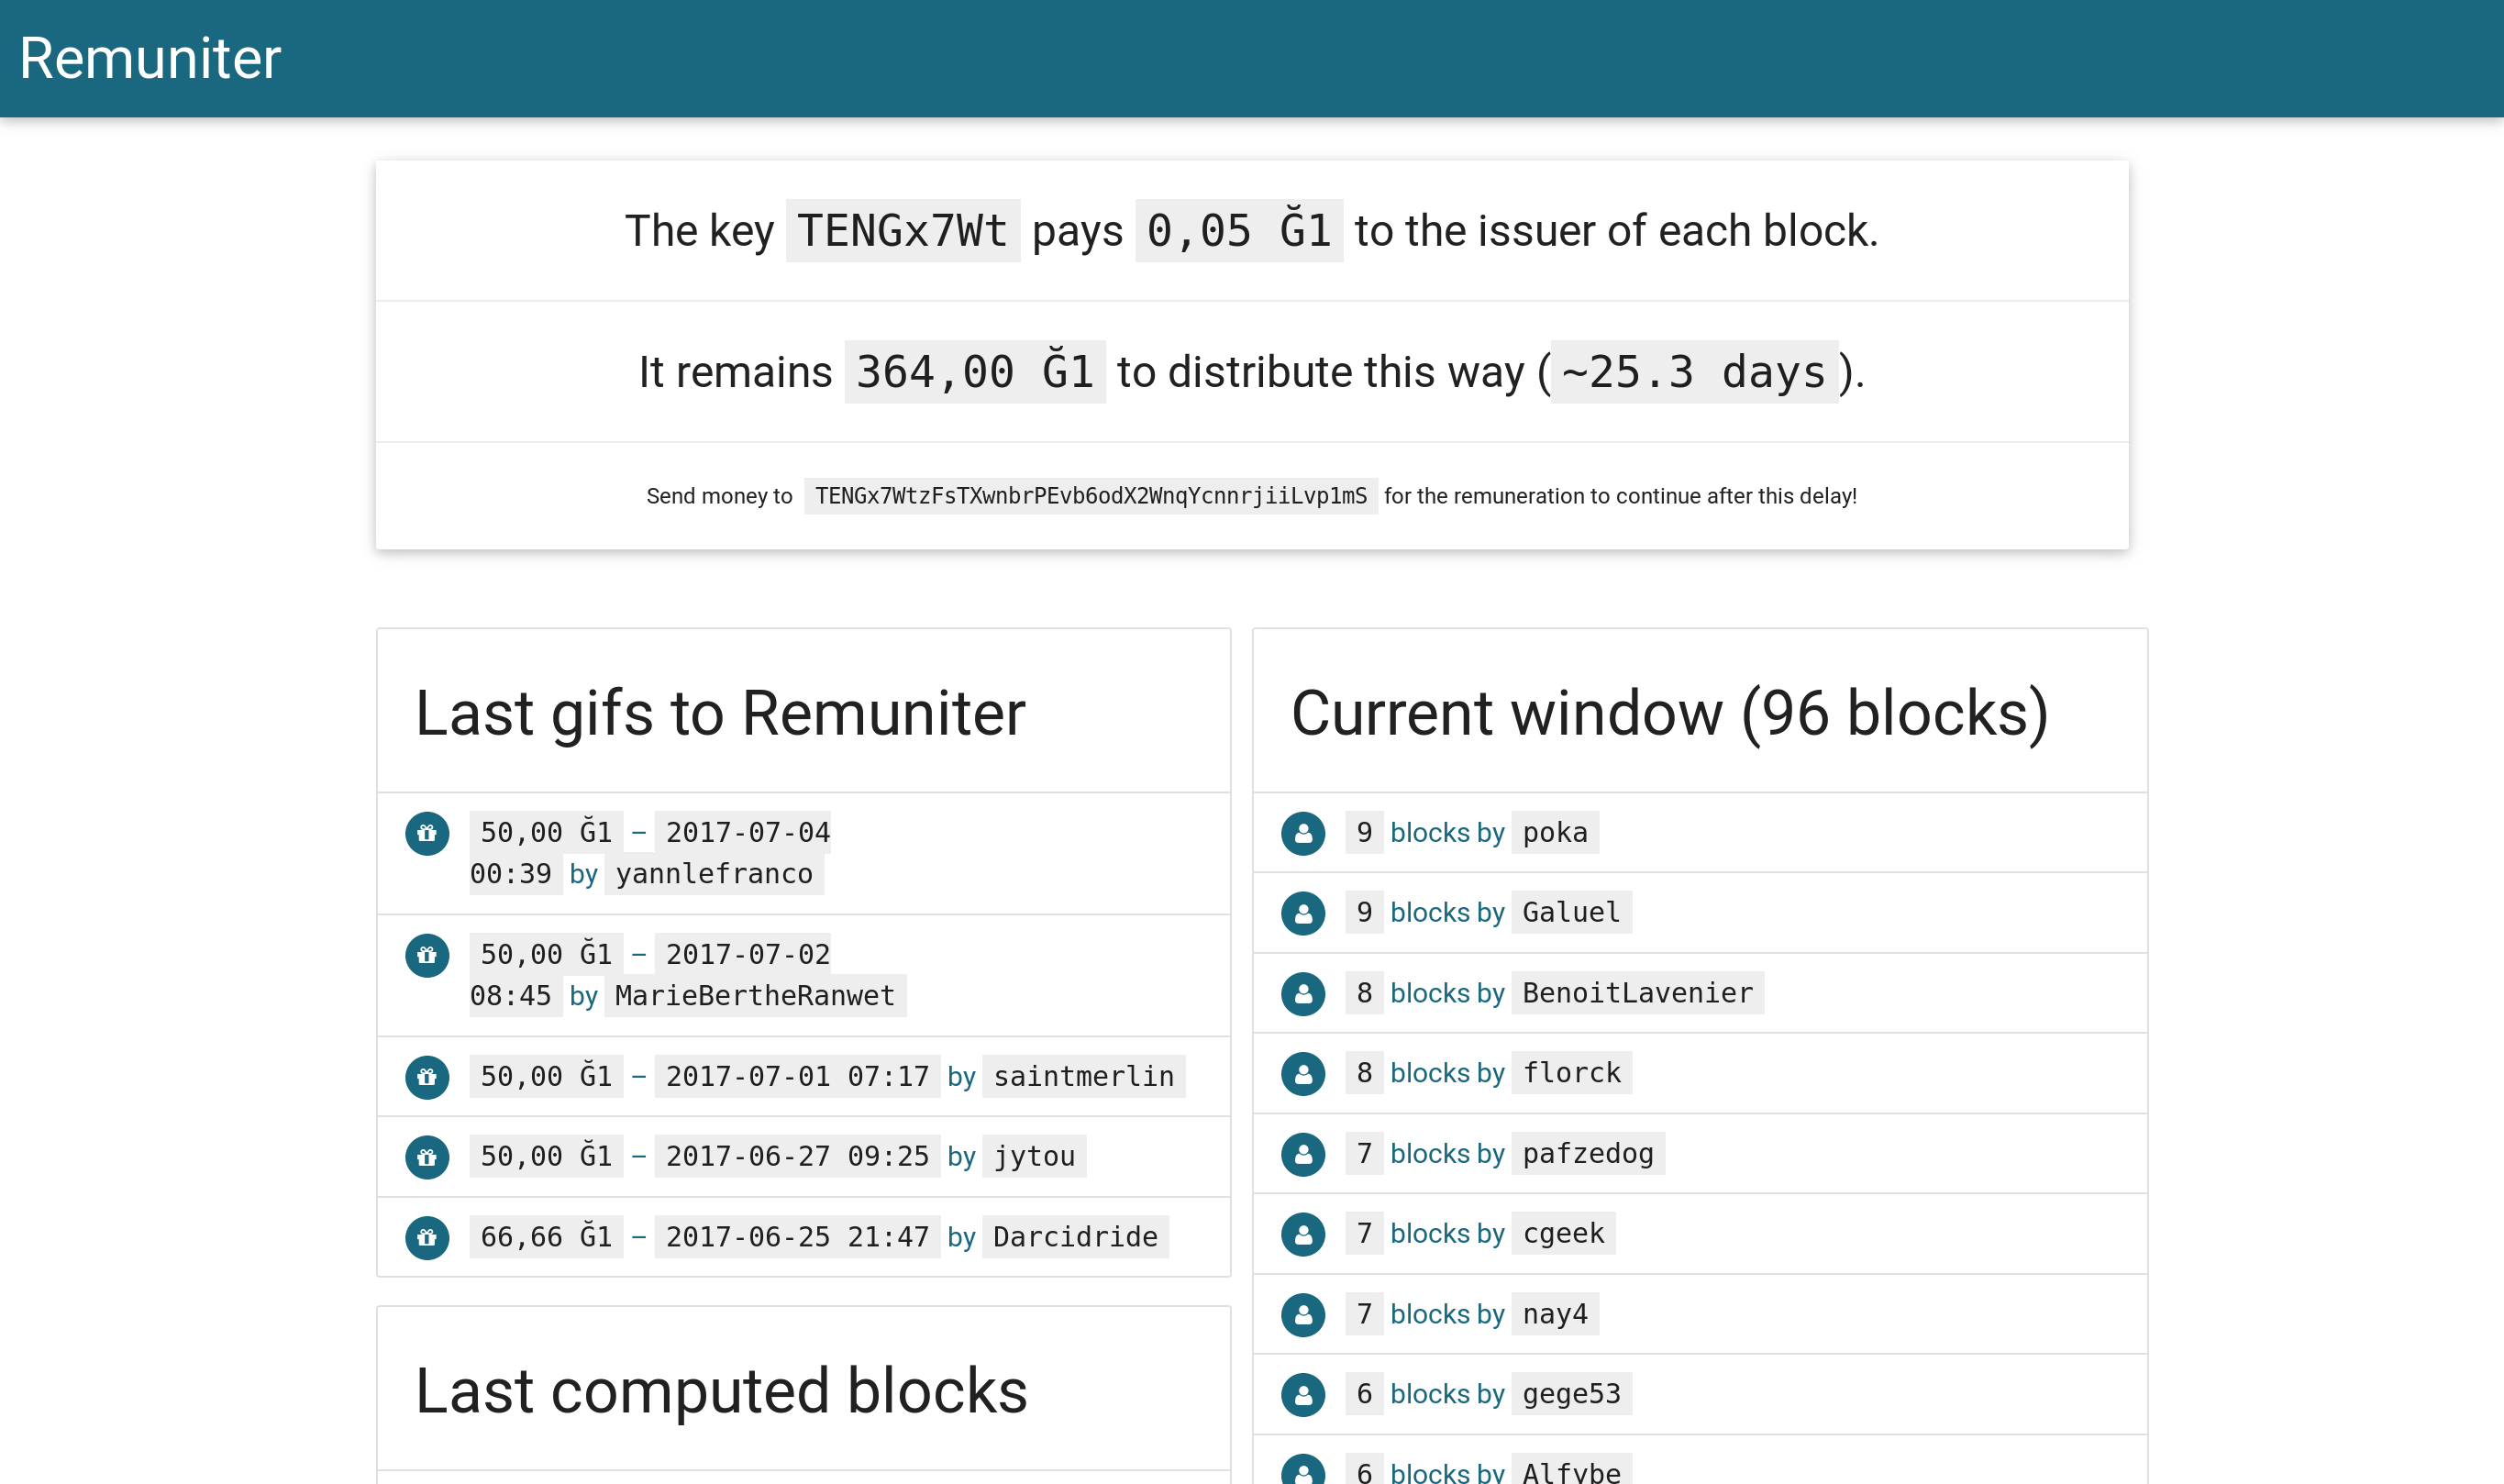 Remuniter
The key TENGx7Wt pays 0,05 Ğ1 to the issuer of each block.
It remains 364,00 Ğ1 to distribute this way (~25.3 days).
Send money to TENGx7WtzFsTXwnbrPEvb6odX2WnqYcnnrjiiLvp1mS for the remuneration to continue after this delay!
Last gifs to Remuniter
50,00 Ğ1 – 2017-07-04
00:39 by yannlefranco
50,00 Ğ1 – 2017-07-02
08:45 by MarieBertheRanwet
50,00 Ğ1 – 2017-07-01 07:17 by saintmerlin
50,00 Ğ1 – 2017-06-27 09:25 by jytou
66,66 Ğ1 – 2017-06-25 21:47 by Darcidride
Last computed blocks
Current window (96 blocks)
9 blocks by poka
9 blocks by Galuel
8 blocks by BenoitLavenier
8 blocks by florck
7 blocks by pafzedog
7 blocks by cgeek
7 blocks by nay4
6 blocks by gege53
6 blocks by Alfybe